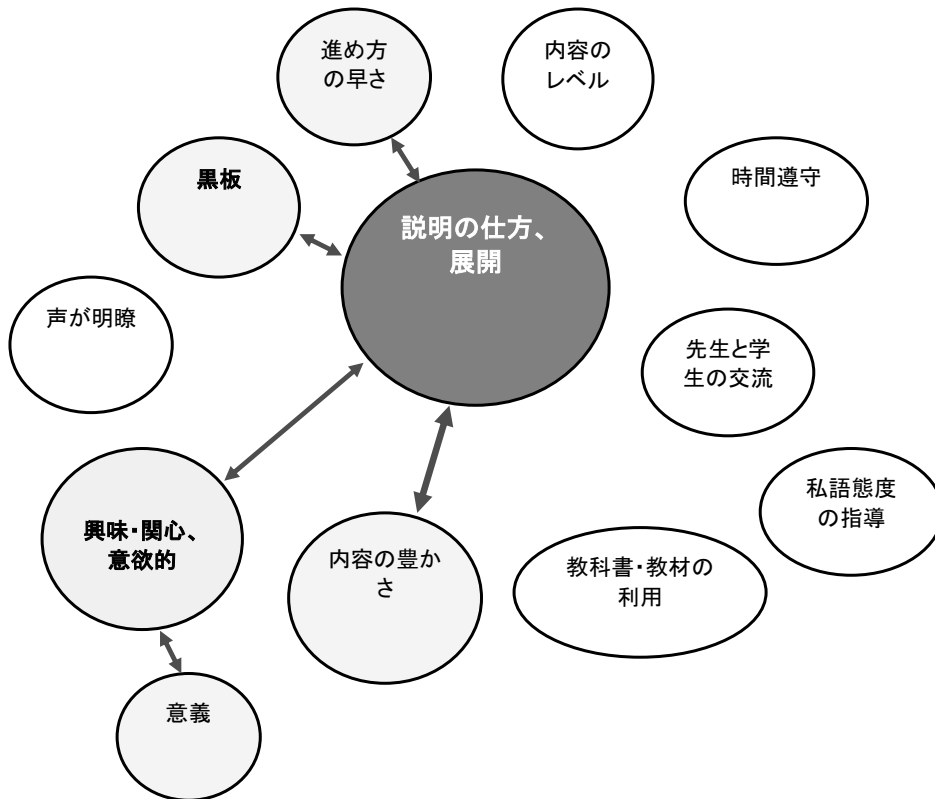 進め方
の早さ
内容の
レベル
黒板
時間遵守
説明の仕方、
展開
声が明瞭
先生と学
生の交流
私語態度
の指導
興味・関心、
意欲的
内容の豊か
さ
教科書・教材の
利用
意義